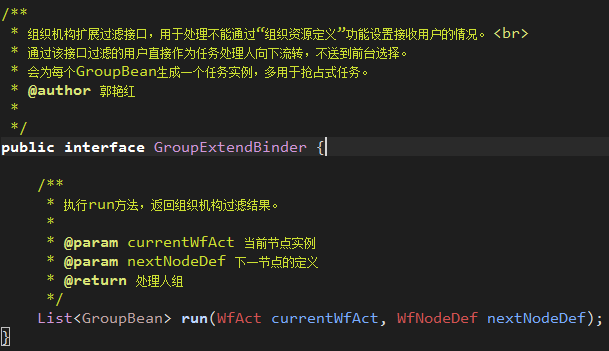 /**
 * 组织机构扩展过滤接口，用于处理不能通过“组织资源定义”功能设置接收用户的情况。<br>
 * 通过该接口过滤的用户直接作为任务处理人向下流转，不送到前台选择。
 * 会为每个GroupBean生成一个任务实例，多用于抢占式任务。
 * @author 郭艳红
 *
 */
public interface GroupExtendBinder {
    /**
     * 执行run方法，返回组织机构过滤结果。
     *
     * @param currentWfAct 当前节点实例
     * @param nextNodeDef 下一节点的定义
     * @return 处理人组
     */
    List<GroupBean> run(WfAct currentWfAct, WfNodeDef nextNodeDef);
}